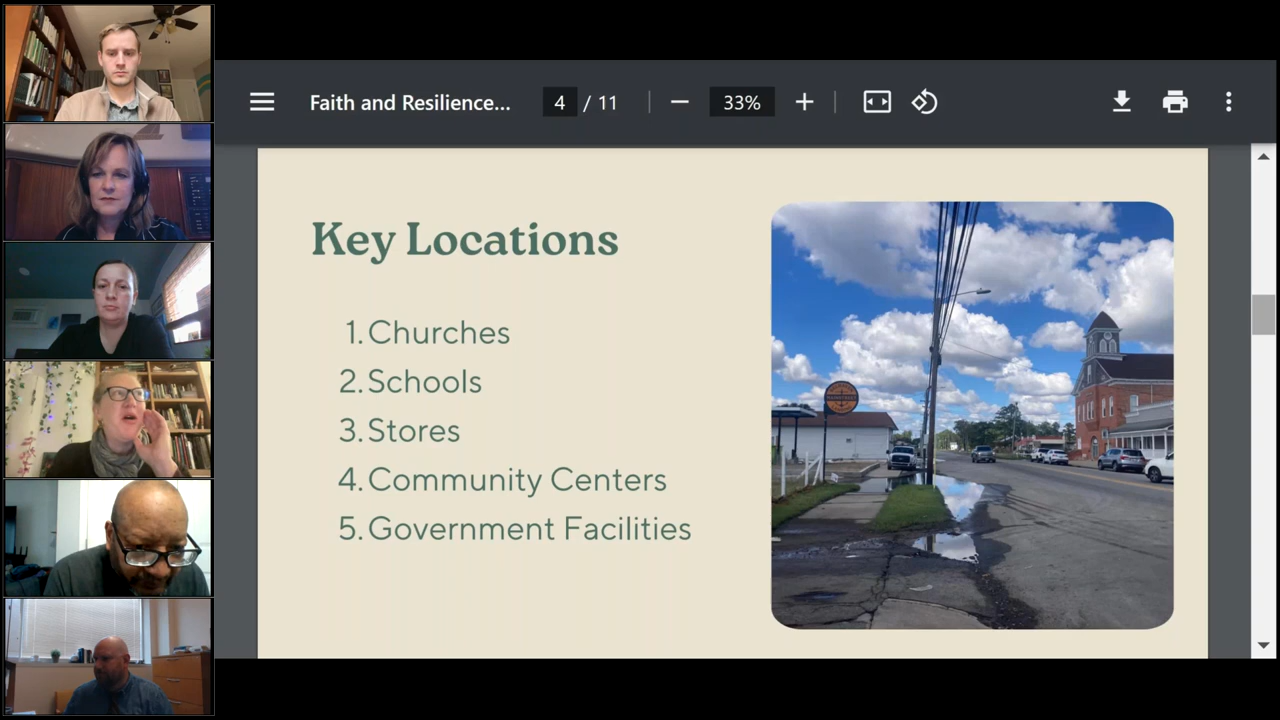 Faith and Resilience... 4 / 11 33%
Key Locations
1. Churches
2. Schools
3. Stores
4. Community Centers
5. Government Facilities